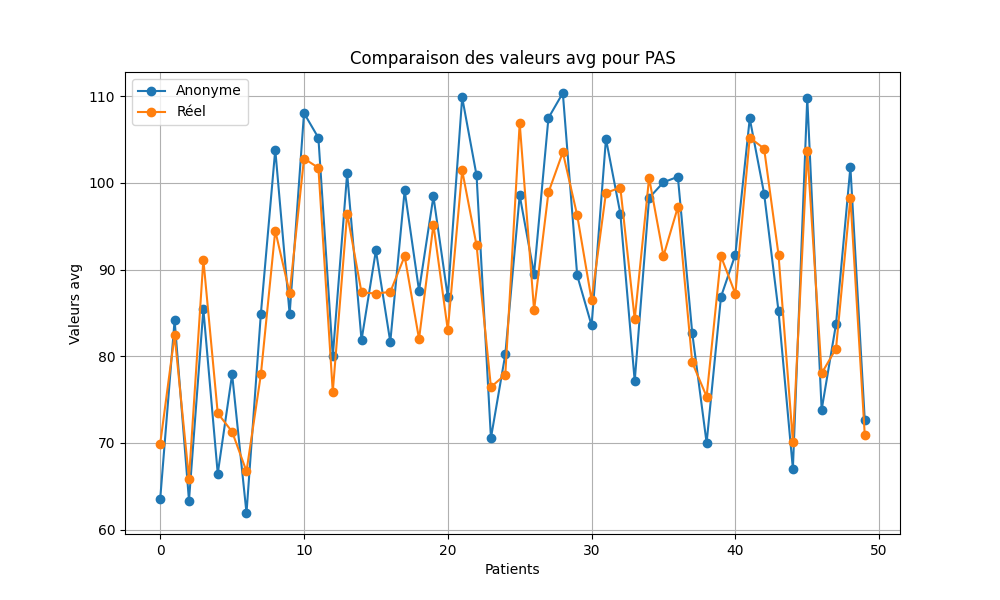 Comparaison des valeurs avg pour PAS
Anonyme
Réel
110
100
90
80
70
60
Valeurs avg
0 10 20 30 40 50
Patients